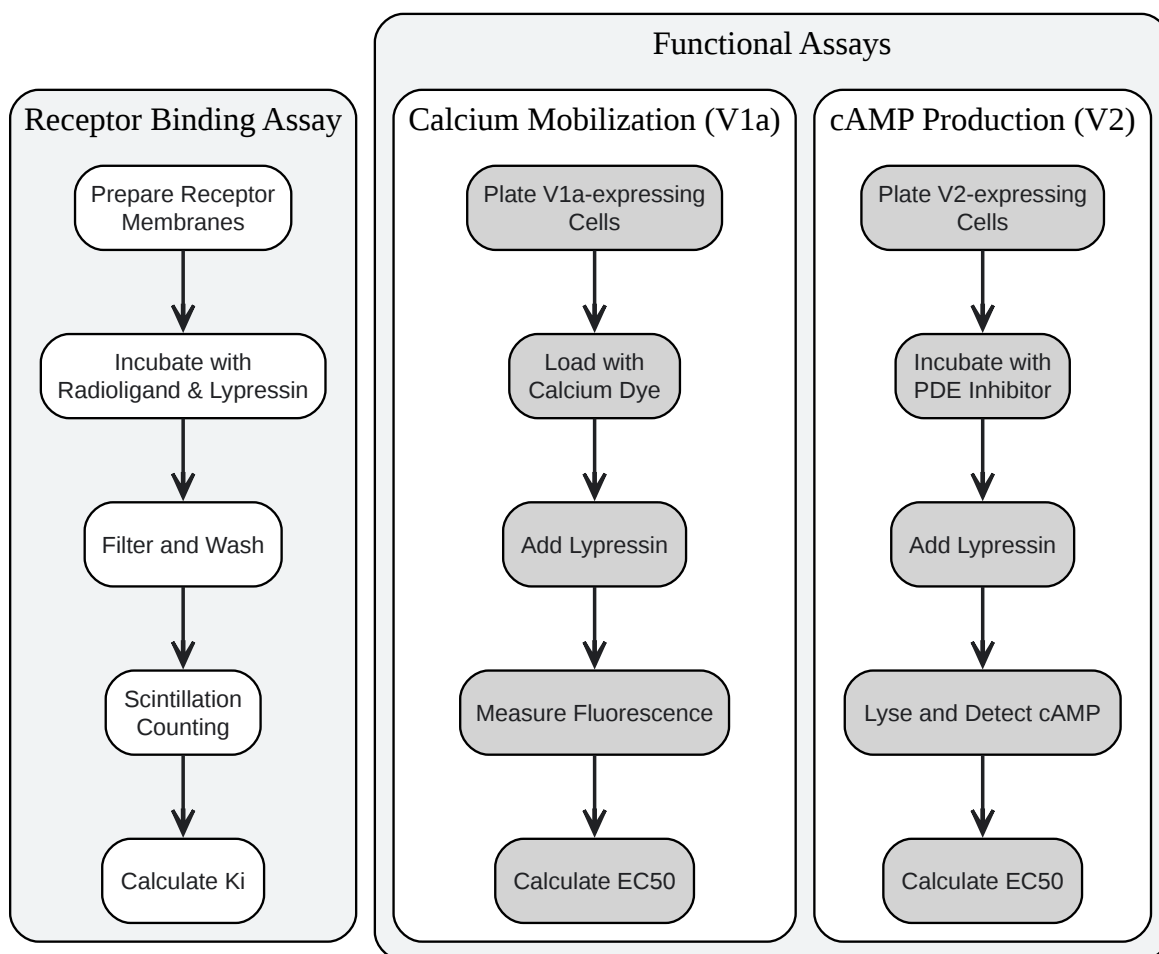 Functional Assays
Receptor Binding Assay
Prepare Receptor
Membranes
Incubate with
Radioligand & Lypressin
Filter and Wash
Scintillation
Counting
Calculate Ki
Calcium Mobilization (V1a)
Plate V1a-expressing
Cells
Load with
Calcium Dye
Add Lypressin
Measure Fluorescence
Calculate EC50
cAMP Production (V2)
Plate V2-expressing
Cells
Incubate with
PDE Inhibitor
Add Lypressin
Lyse and Detect cAMP
Calculate EC50